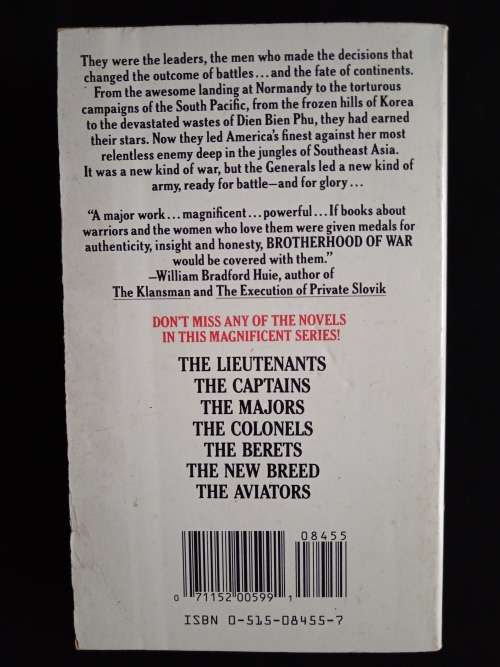 They were the leaders, the men who made the decisions that
changed the outcome of battles...and the fate of continents.
From the awesome landing at Normandy to the torturous
campaigns of the South Pacific, from the frozen hills of Korea
to the devastated wastes of Dien Bien Phu, they had earned
their stars. Now they led America's finest against her most
relentless enemy deep in the jungles of Southeast Asia.
It was a new kind of war, but the Generals led a new kind of
army, ready for battle—and for glory...
"A major work...magnificent...powerful...If books about
warriors and the women who love them were given medals for
authenticity, insight and honesty, BROTHERHOOD OF WAR
would be covered with them."
—William Bradford Huie, author of
The Klansman and The Execution of Private Slovik
DON'T MISS ANY OF THE NOVELS
IN THIS MAGNIFICENT SERIES!
THE LIEUTENANTS
THE CAPTAINS
THE MAJORS
THE COLONELS
THE BERETS
THE NEW BREED
THE AVIATORS
08455
0 71152 00599 1
ISBN 0-515-08455-7